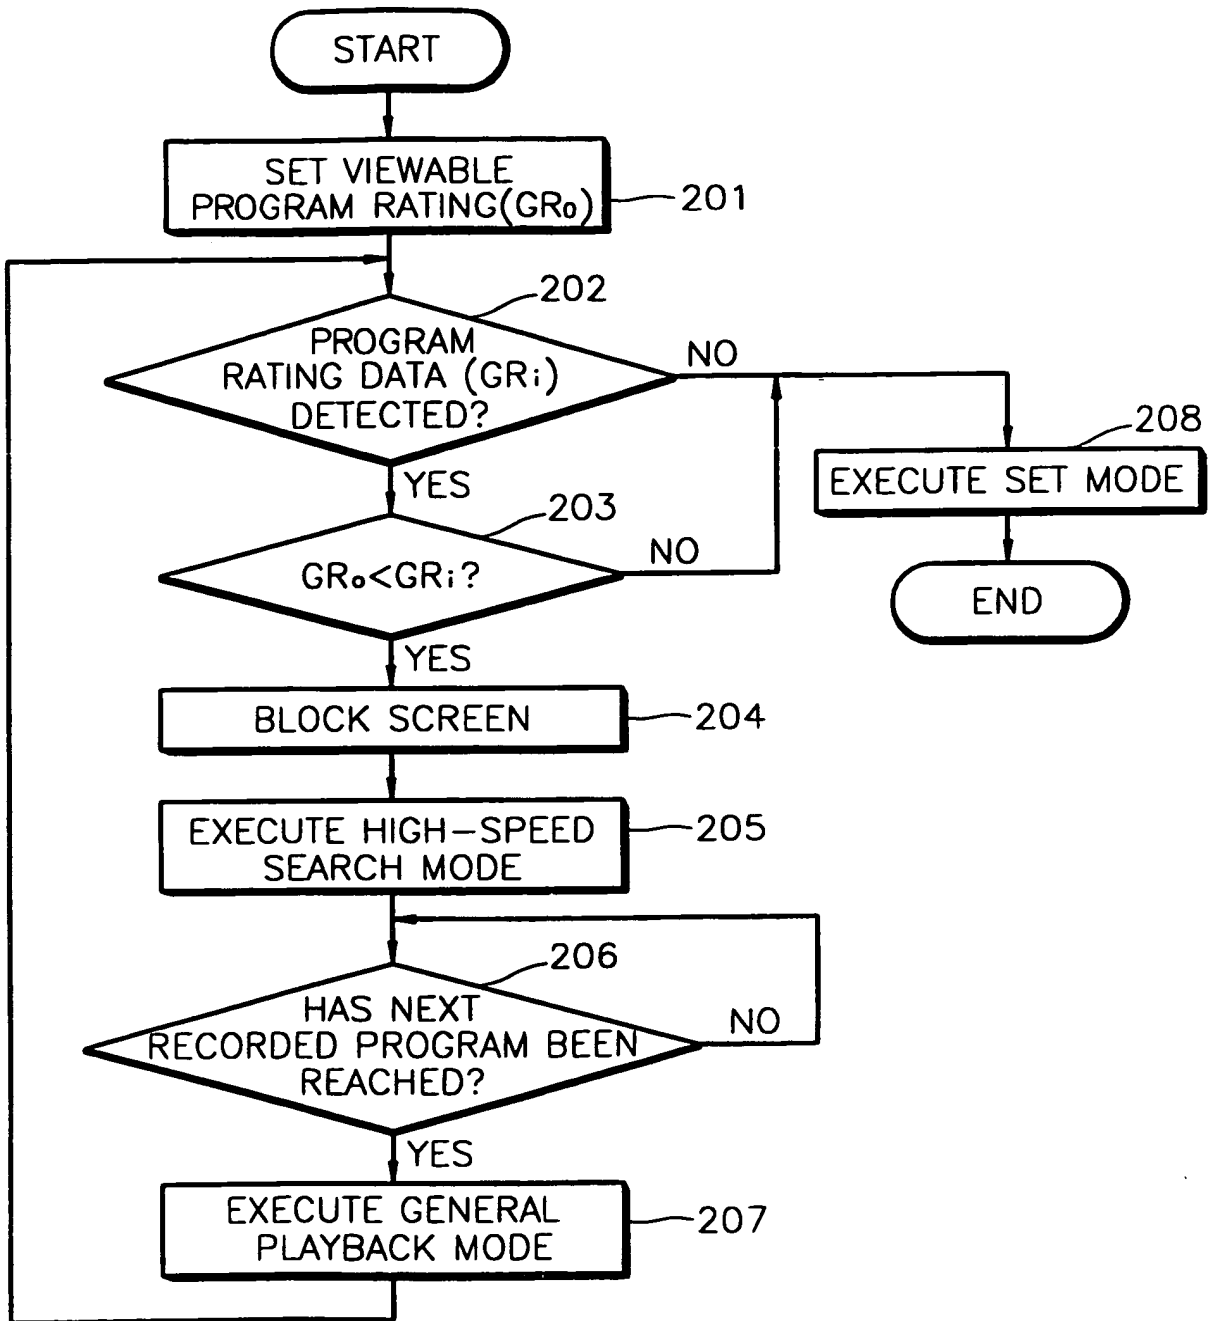 START
SET VIEWABLE
PROGRAM RATING(GRo)
201
202
PROGRAM
RATING DATA (GRi)
DETECTED?
NO
YES
203
GRo<GRi?
NO
YES
208
EXECUTE SET MODE
END
BLOCK SCREEN
204
EXECUTE HIGH-SPEED
SEARCH MODE
205
206
HAS NEXT
RECORDED PROGRAM BEEN
REACHED?
NO
YES
EXECUTE GENERAL
PLAYBACK MODE
207